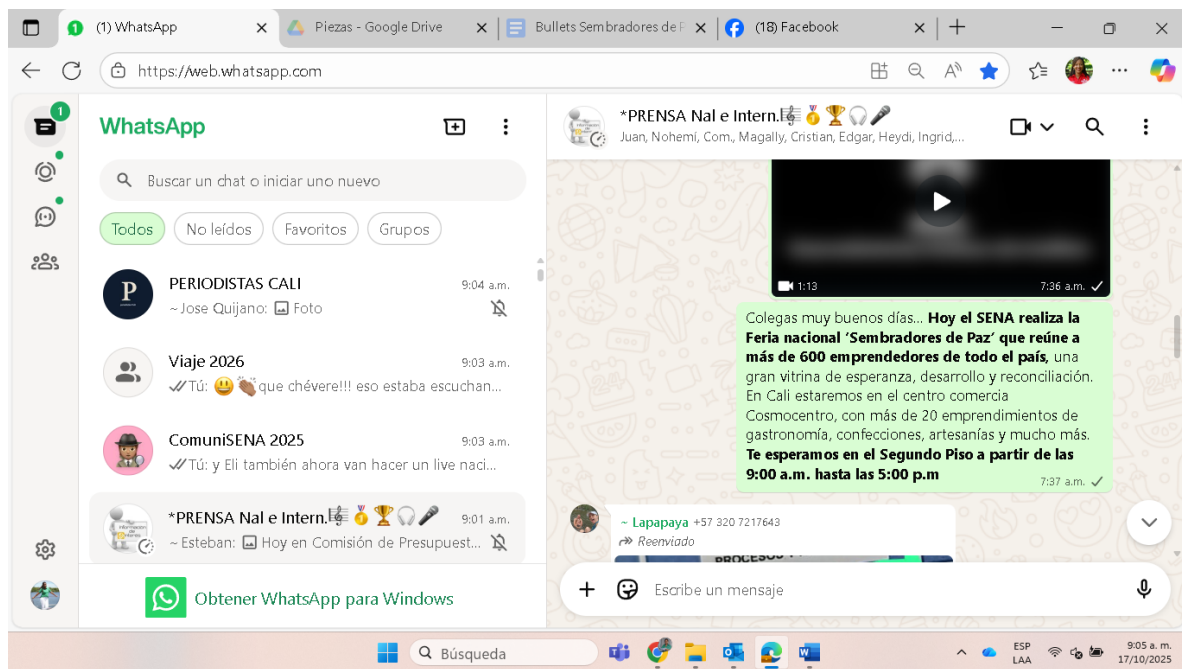 (1) WhatsApp
Piezas - Google Drive
Bullets Sembradores de P
(18) Facebook
https://web.whatsapp.com
1
WhatsApp
Buscar un chat o iniciar uno nuevo
Todos
No leídos
Favoritos
Grupos
PERIODISTAS CALI
9:04 a.m.
~ Jose Quijano: Foto
Viaje 2026
9:03 a.m.
Tú: 😃👏🏽que chévere!!! eso estaba escuchan...
ComuniSENA 2025
9:03 a.m.
Tú: y Eli también ahora van hacer un live naci...
*PRENSA Nal e Intern.🎼🏅🏆🎧🎤
9:01 a.m.
~ Esteban: Hoy en Comisión de Presupuest...
Obtener WhatsApp para Windows
*PRENSA Nal e Intern.🎼🏅🏆🎧🎤
Juan, Nohemí, Com., Magally, Cristian, Edgar, Heydi, Ingrid,...
1:13
7:36 a.m.
Colegas muy buenos días... Hoy el SENA realiza la
Feria nacional ‘Sembradores de Paz’ que reúne a
más de 600 emprendedores de todo el país, una
gran vitrina de esperanza, desarrollo y reconciliación.
En Cali estaremos en el centro comercia
Cosmocentro, con más de 20 emprendimientos de
gastronomía, confecciones, artesanías y mucho más.
Te esperamos en el Segundo Piso a partir de las
9:00 a.m. hasta las 5:00 p.m
7:37 a.m.
~ Lapapaya +57 320 7217643
Reenviado
Escribe un mensaje
Búsqueda
ESP
LAA
9:05 a. m.
17/10/2025